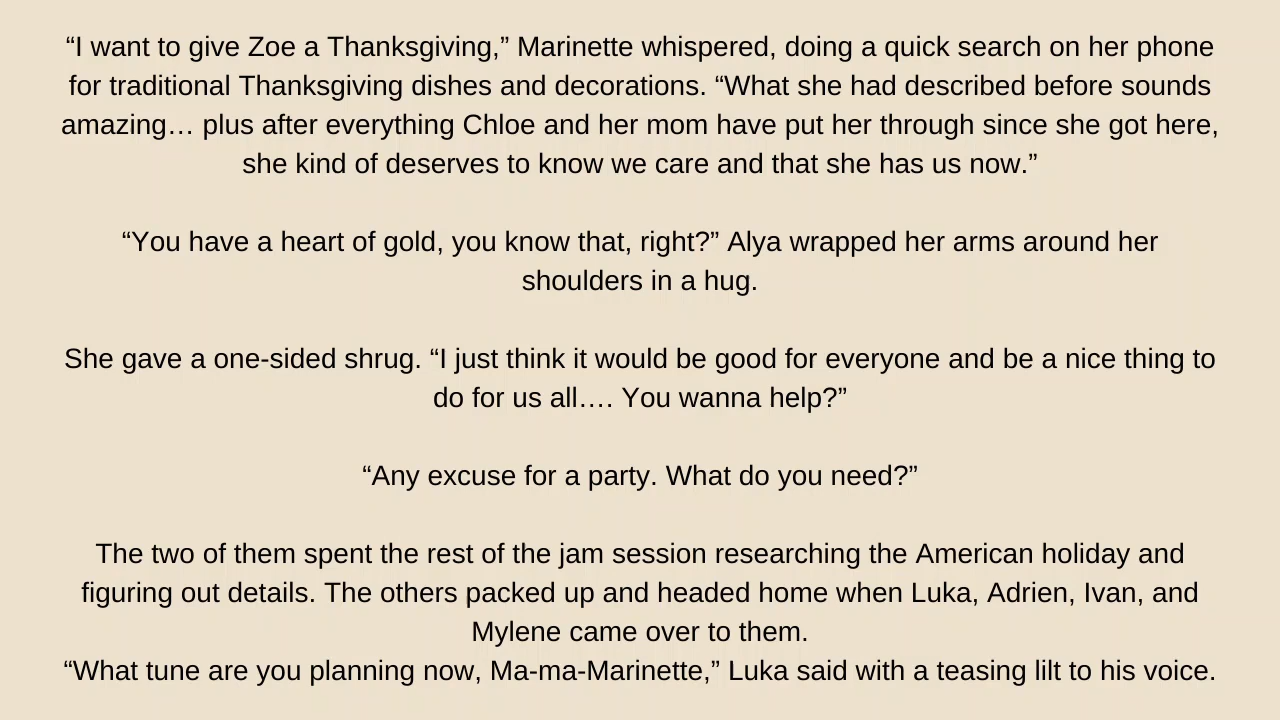 “I want to give Zoe a Thanksgiving,” Marinette whispered, doing a quick search on her phone
for traditional Thanksgiving dishes and decorations. “What she had described before sounds
amazing… plus after everything Chloe and her mom have put her through since she got here,
she kind of deserves to know we care and that she has us now.”
“You have a heart of gold, you know that, right?” Alya wrapped her arms around her
shoulders in a hug.
She gave a one-sided shrug. “I just think it would be good for everyone and be a nice thing to
do for us all…. You wanna help?”
“Any excuse for a party. What do you need?”
The two of them spent the rest of the jam session researching the American holiday and
figuring out details. The others packed up and headed home when Luka, Adrien, Ivan, and
Mylene came over to them.
“What tune are you planning now, Ma-ma-Marinette,” Luka said with a teasing lilt to his voice.